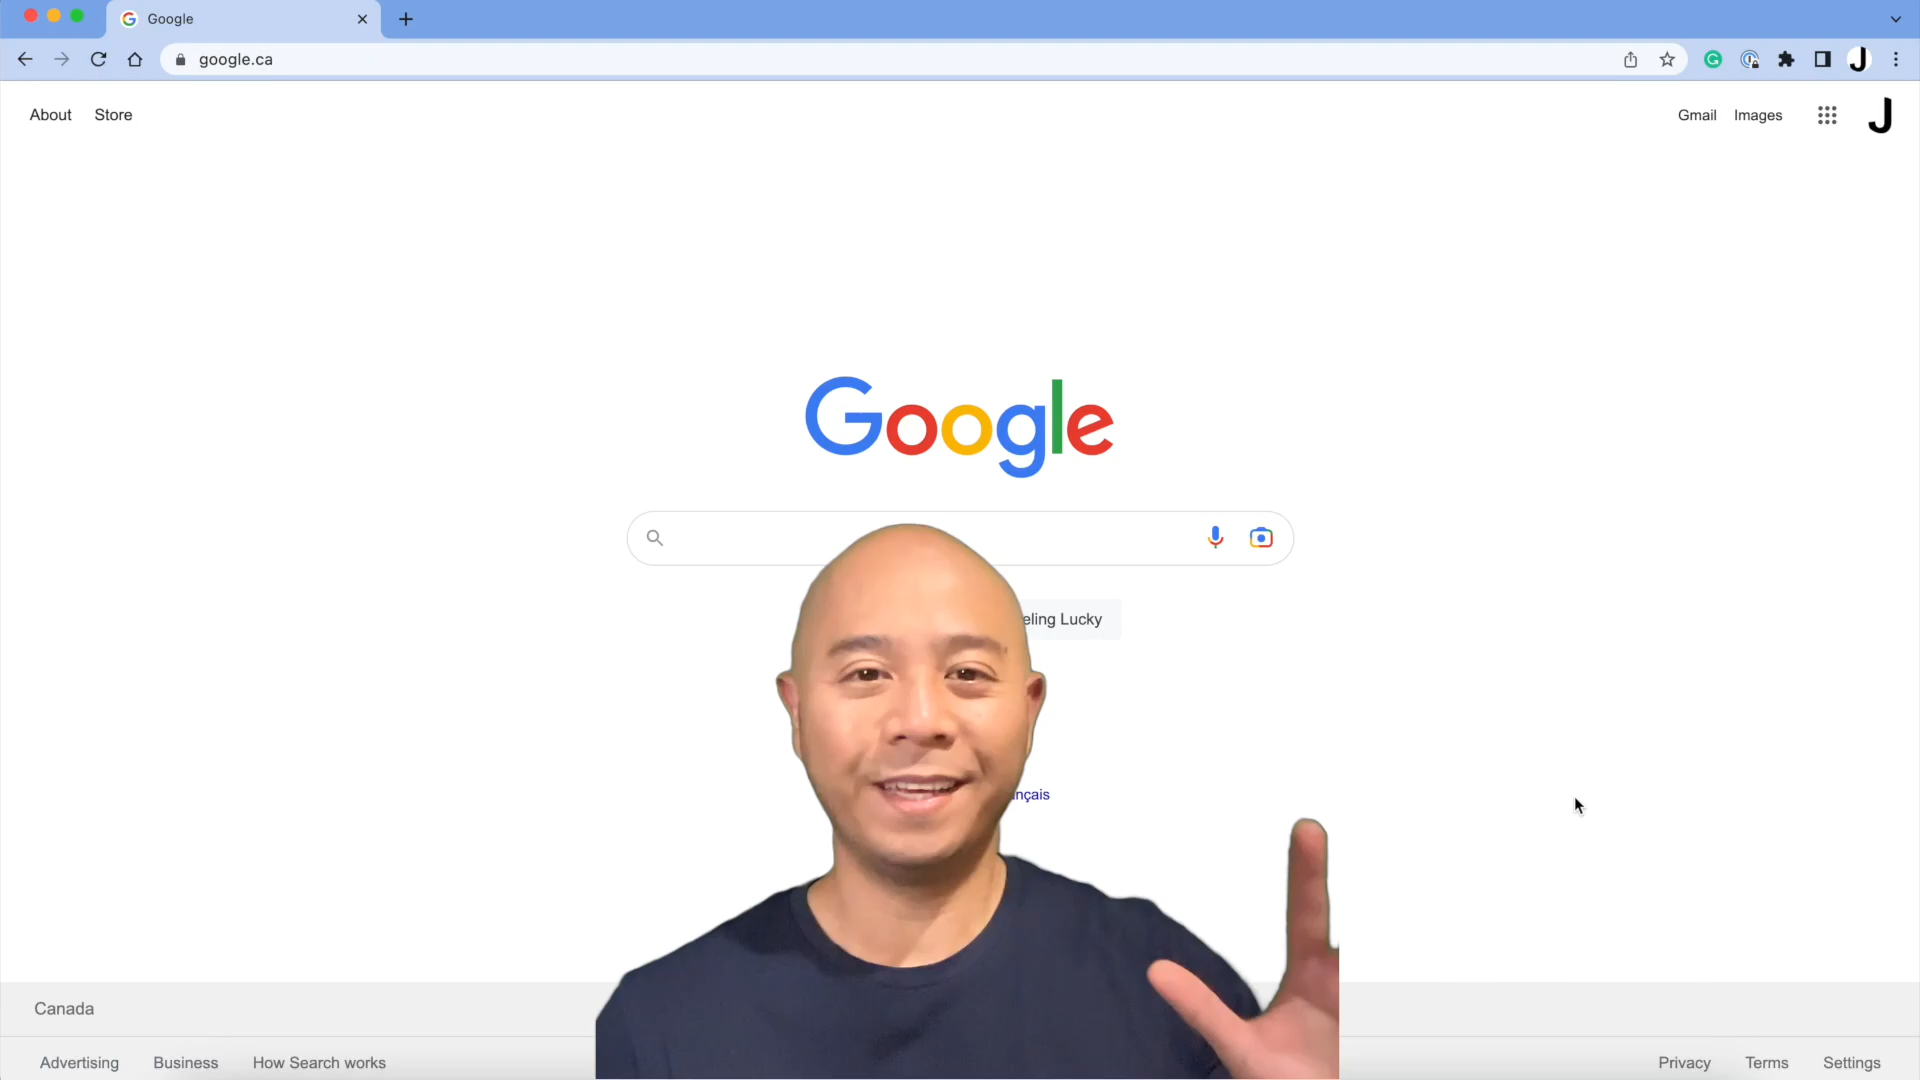 Google
google.ca
About Store
Gmail Images
J
Google
eling Lucky
nçais
Canada
Advertising Business How Search works
Privacy Terms Settings